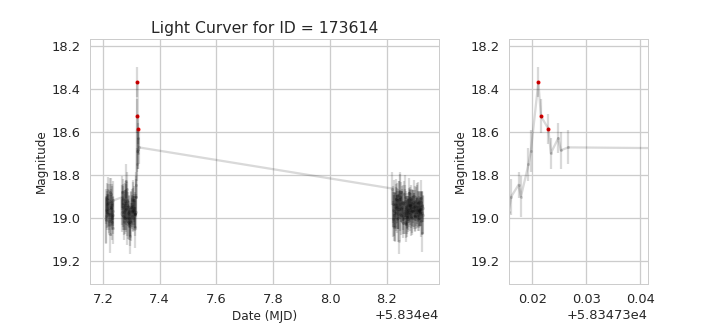 Light Curver for ID = 173614
Magnitude
18.2
18.4
18.6
18.8
19.0
19.2
7.2 7.4 7.6 7.8 8.0 8.2
Date (MJD)
+5.834e4
Magnitude
18.2
18.4
18.6
18.8
19.0
19.2
0.02 0.03 0.04
+5.83473e4